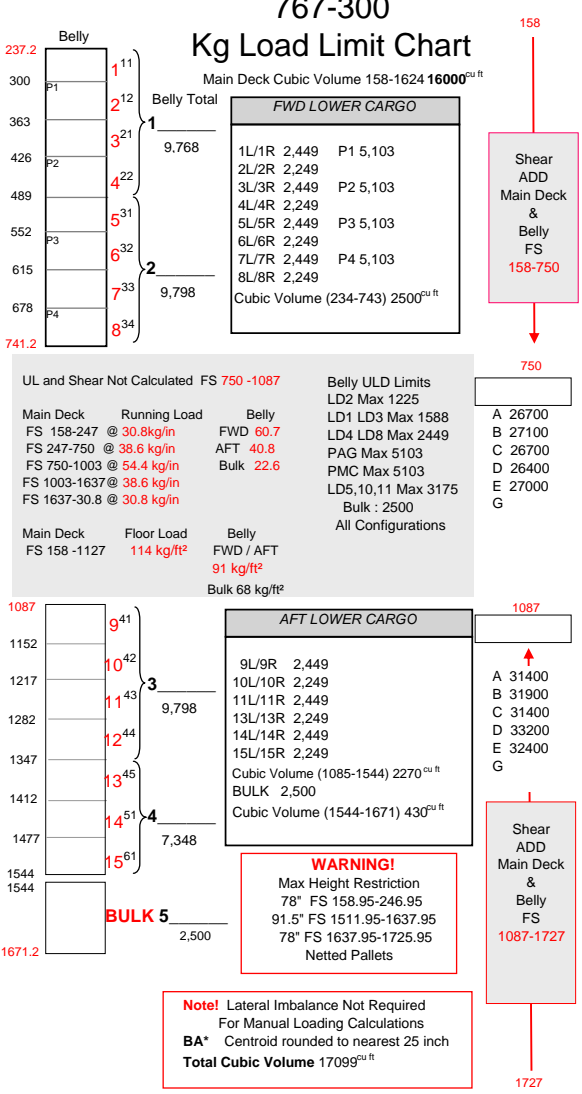 767-300
Kg Load Limit Chart
Main Deck Cubic Volume 158-1624 16000 cu ft
158
Belly
237.2
300
363
426
489
552
615
678
741.2
P1
P2
P3
P4
1 11
2 12
3 21
4 22
5 31
6 32
7 33
8 34
Belly Total
1________
9,768
2________
9,798
FWD LOWER CARGO
1L/1R 2,449 P1 5,103
2L/2R 2,249
3L/3R 2,449 P2 5,103
4L/4R 2,249
5L/5R 2,449 P3 5,103
6L/6R 2,249
7L/7R 2,449 P4 5,103
8L/8R 2,249
Cubic Volume (234-743) 2500 cu ft
Shear
ADD
Main Deck
&
Belly
FS
158-750
750
UL and Shear Not Calculated FS 750 -1087
Main Deck Running Load Belly
FS 158-247 @ 30.8kg/in FWD 60.7
FS 247-750 @ 38.6 kg/in AFT 40.8
FS 750-1003 @ 54.4 kg/in Bulk 22.6
FS 1003-1637 @ 38.6 kg/in
FS 1637-30.8 @ 30.8 kg/in
Main Deck Floor Load Belly
FS 158 -1127 114 kg/ft² FWD / AFT
91 kg/ft²
Bulk 68 kg/ft²
Belly ULD Limits
LD2 Max 1225
LD1 LD3 Max 1588
LD4 LD8 Max 2449
PAG Max 5103
PMC Max 5103
LD5,10,11 Max 3175
Bulk : 2500
All Configurations
A 26700
B 27100
C 26700
D 26400
E 27000
G
1087
1152
1217
1282
1347
1412
1477
1544
1544
1671.2
9 41
10 42
11 43
12 44
13 45
14 51
15 61
3________
9,798
4________
7,348
BULK 5________
2,500
AFT LOWER CARGO
9L/9R 2,449
10L/10R 2,249
11L/11R 2,449
13L/13R 2,249
14L/14R 2,449
15L/15R 2,249
Cubic Volume (1085-1544) 2270 cu ft
BULK 2,500
Cubic Volume (1544-1671) 430 cu ft
1087
A 31400
B 31900
C 31400
D 33200
E 32400
G
WARNING!
Max Height Restriction
78" FS 158.95-246.95
91.5" FS 1511.95-1637.95
78" FS 1637.95-1725.95
Netted Pallets
Shear
ADD
Main Deck
&
Belly
FS
1087-1727
1727
Note! Lateral Imbalance Not Required
For Manual Loading Calculations
BA* Centroid rounded to nearest 25 inch
Total Cubic Volume 17099 cu ft